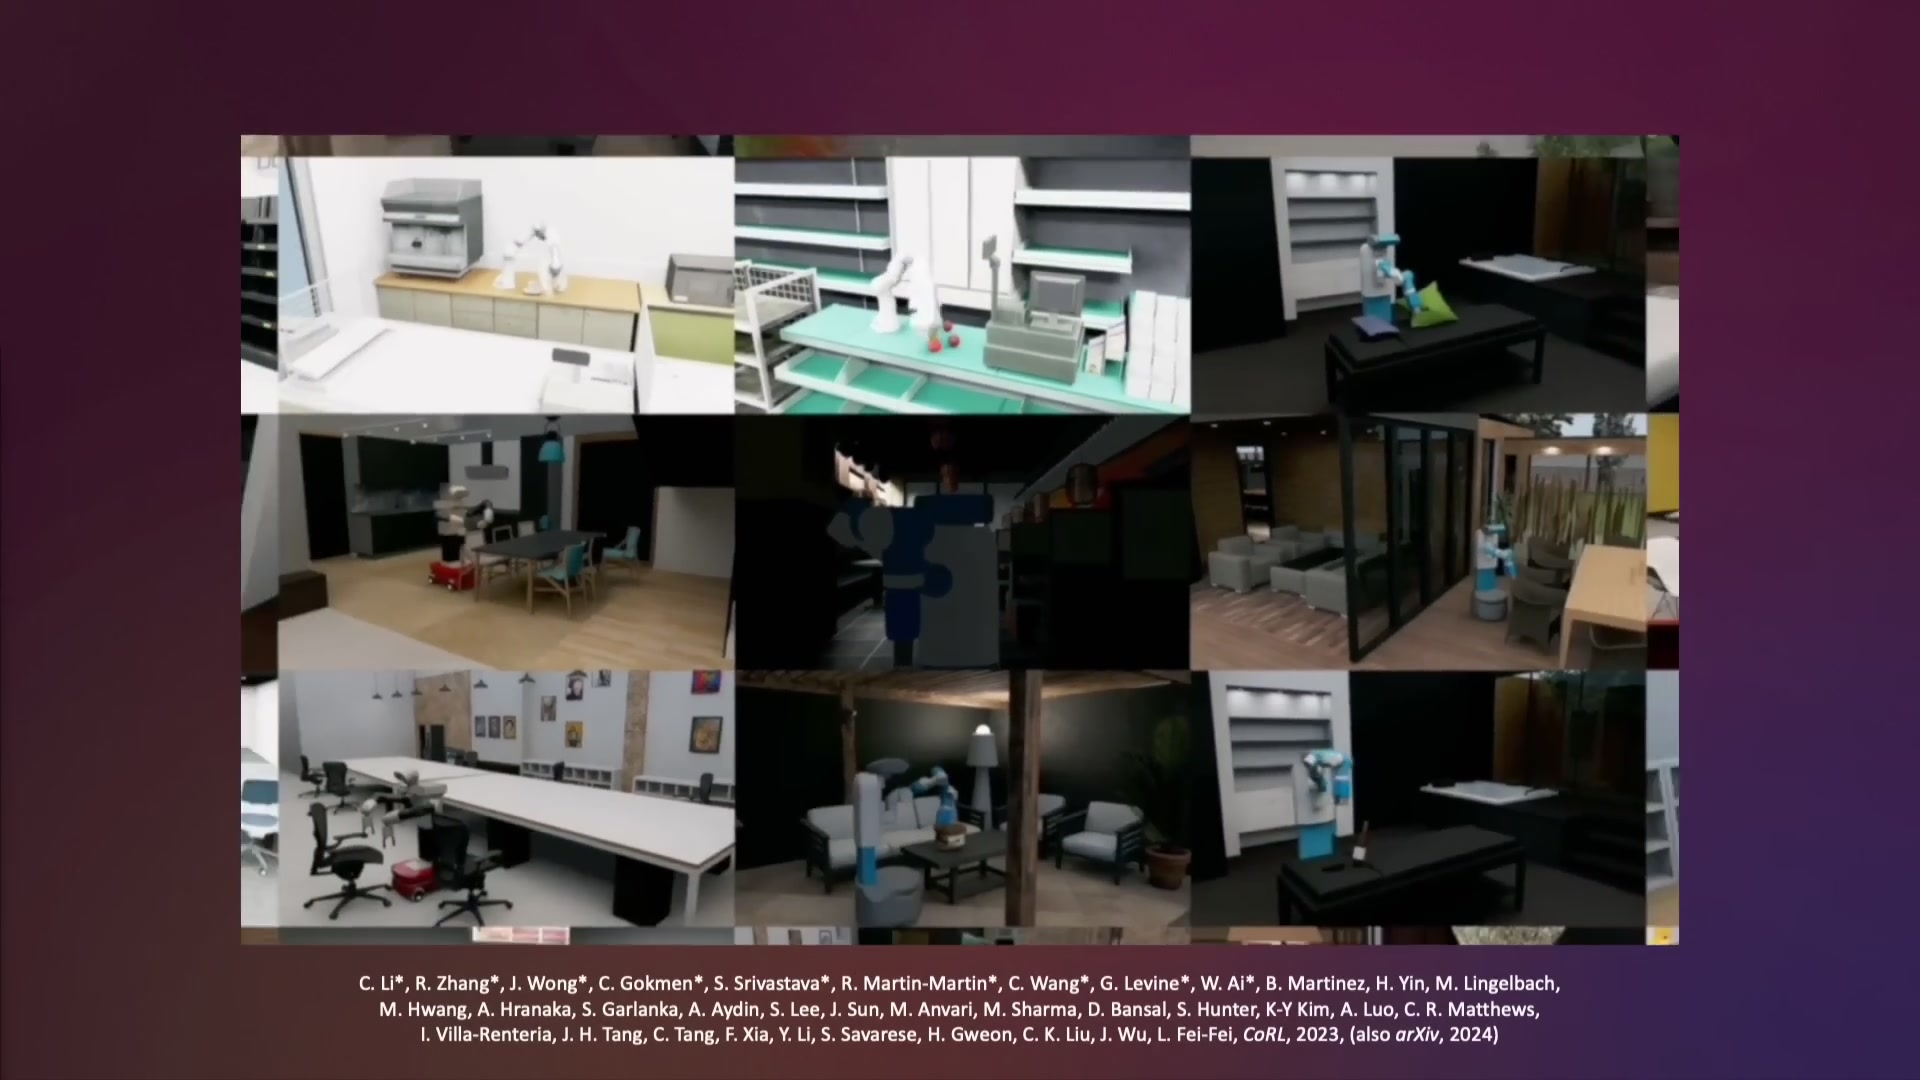 C. Li*, R. Zhang*, J. Wong*, C. Gokmen*, S. Srivastava*, R. Martin-Martin*, C. Wang*, G. Levine*, W. Ai*, B. Martinez, H. Yin, M. Lingelbach,
M. Hwang, A. Hranaka, S. Garlanka, A. Aydin, S. Lee, J. Sun, M. Anvari, M. Sharma, D. Bansal, S. Hunter, K-Y Kim, A. Luo, C. R. Matthews,
I. Villa-Renteria, J. H. Tang, C. Tang, F. Xia, Y. Li, S. Savarese, H. Gweon, C. K. Liu, J. Wu, L. Fei-Fei, CoRL, 2023, (also arXiv, 2024)